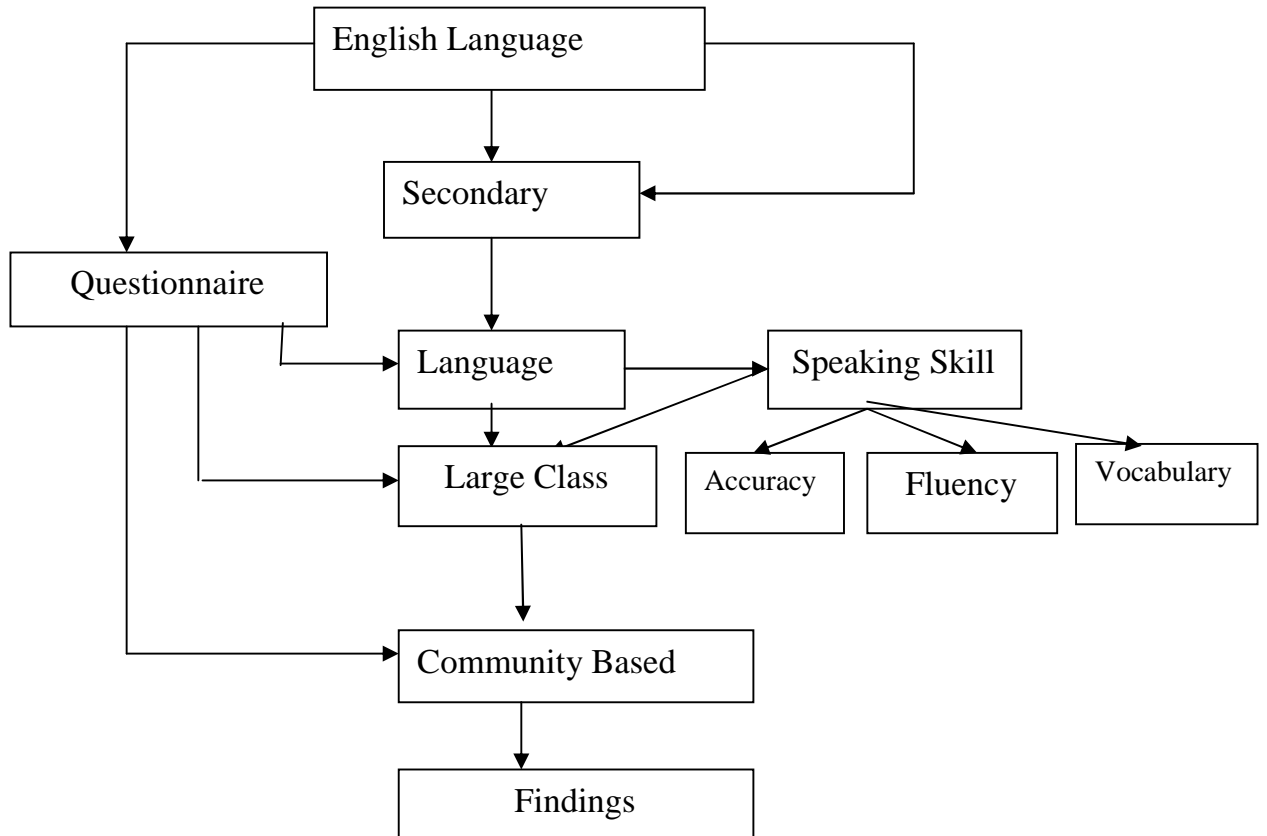 English Language
Secondary
Questionnaire
Language
Speaking Skill
Large Class
Accuracy
Fluency
Vocabulary
Community Based
Findings